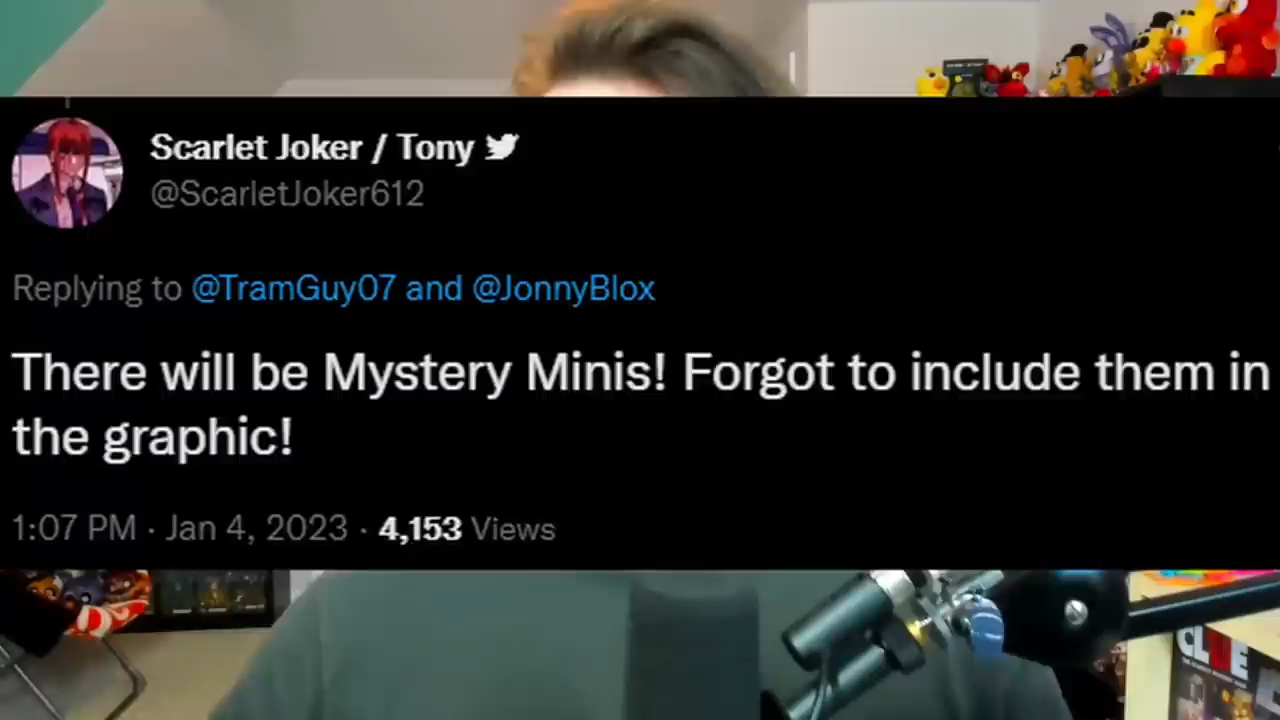 Scarlet Joker / Tony
@ScarletJoker612
Replying to @TramGuy07 and @JonnyBlox
There will be Mystery Minis! Forgot to include them in
the graphic!
1:07 PM · Jan 4, 2023 · 4,153 Views
CLUE